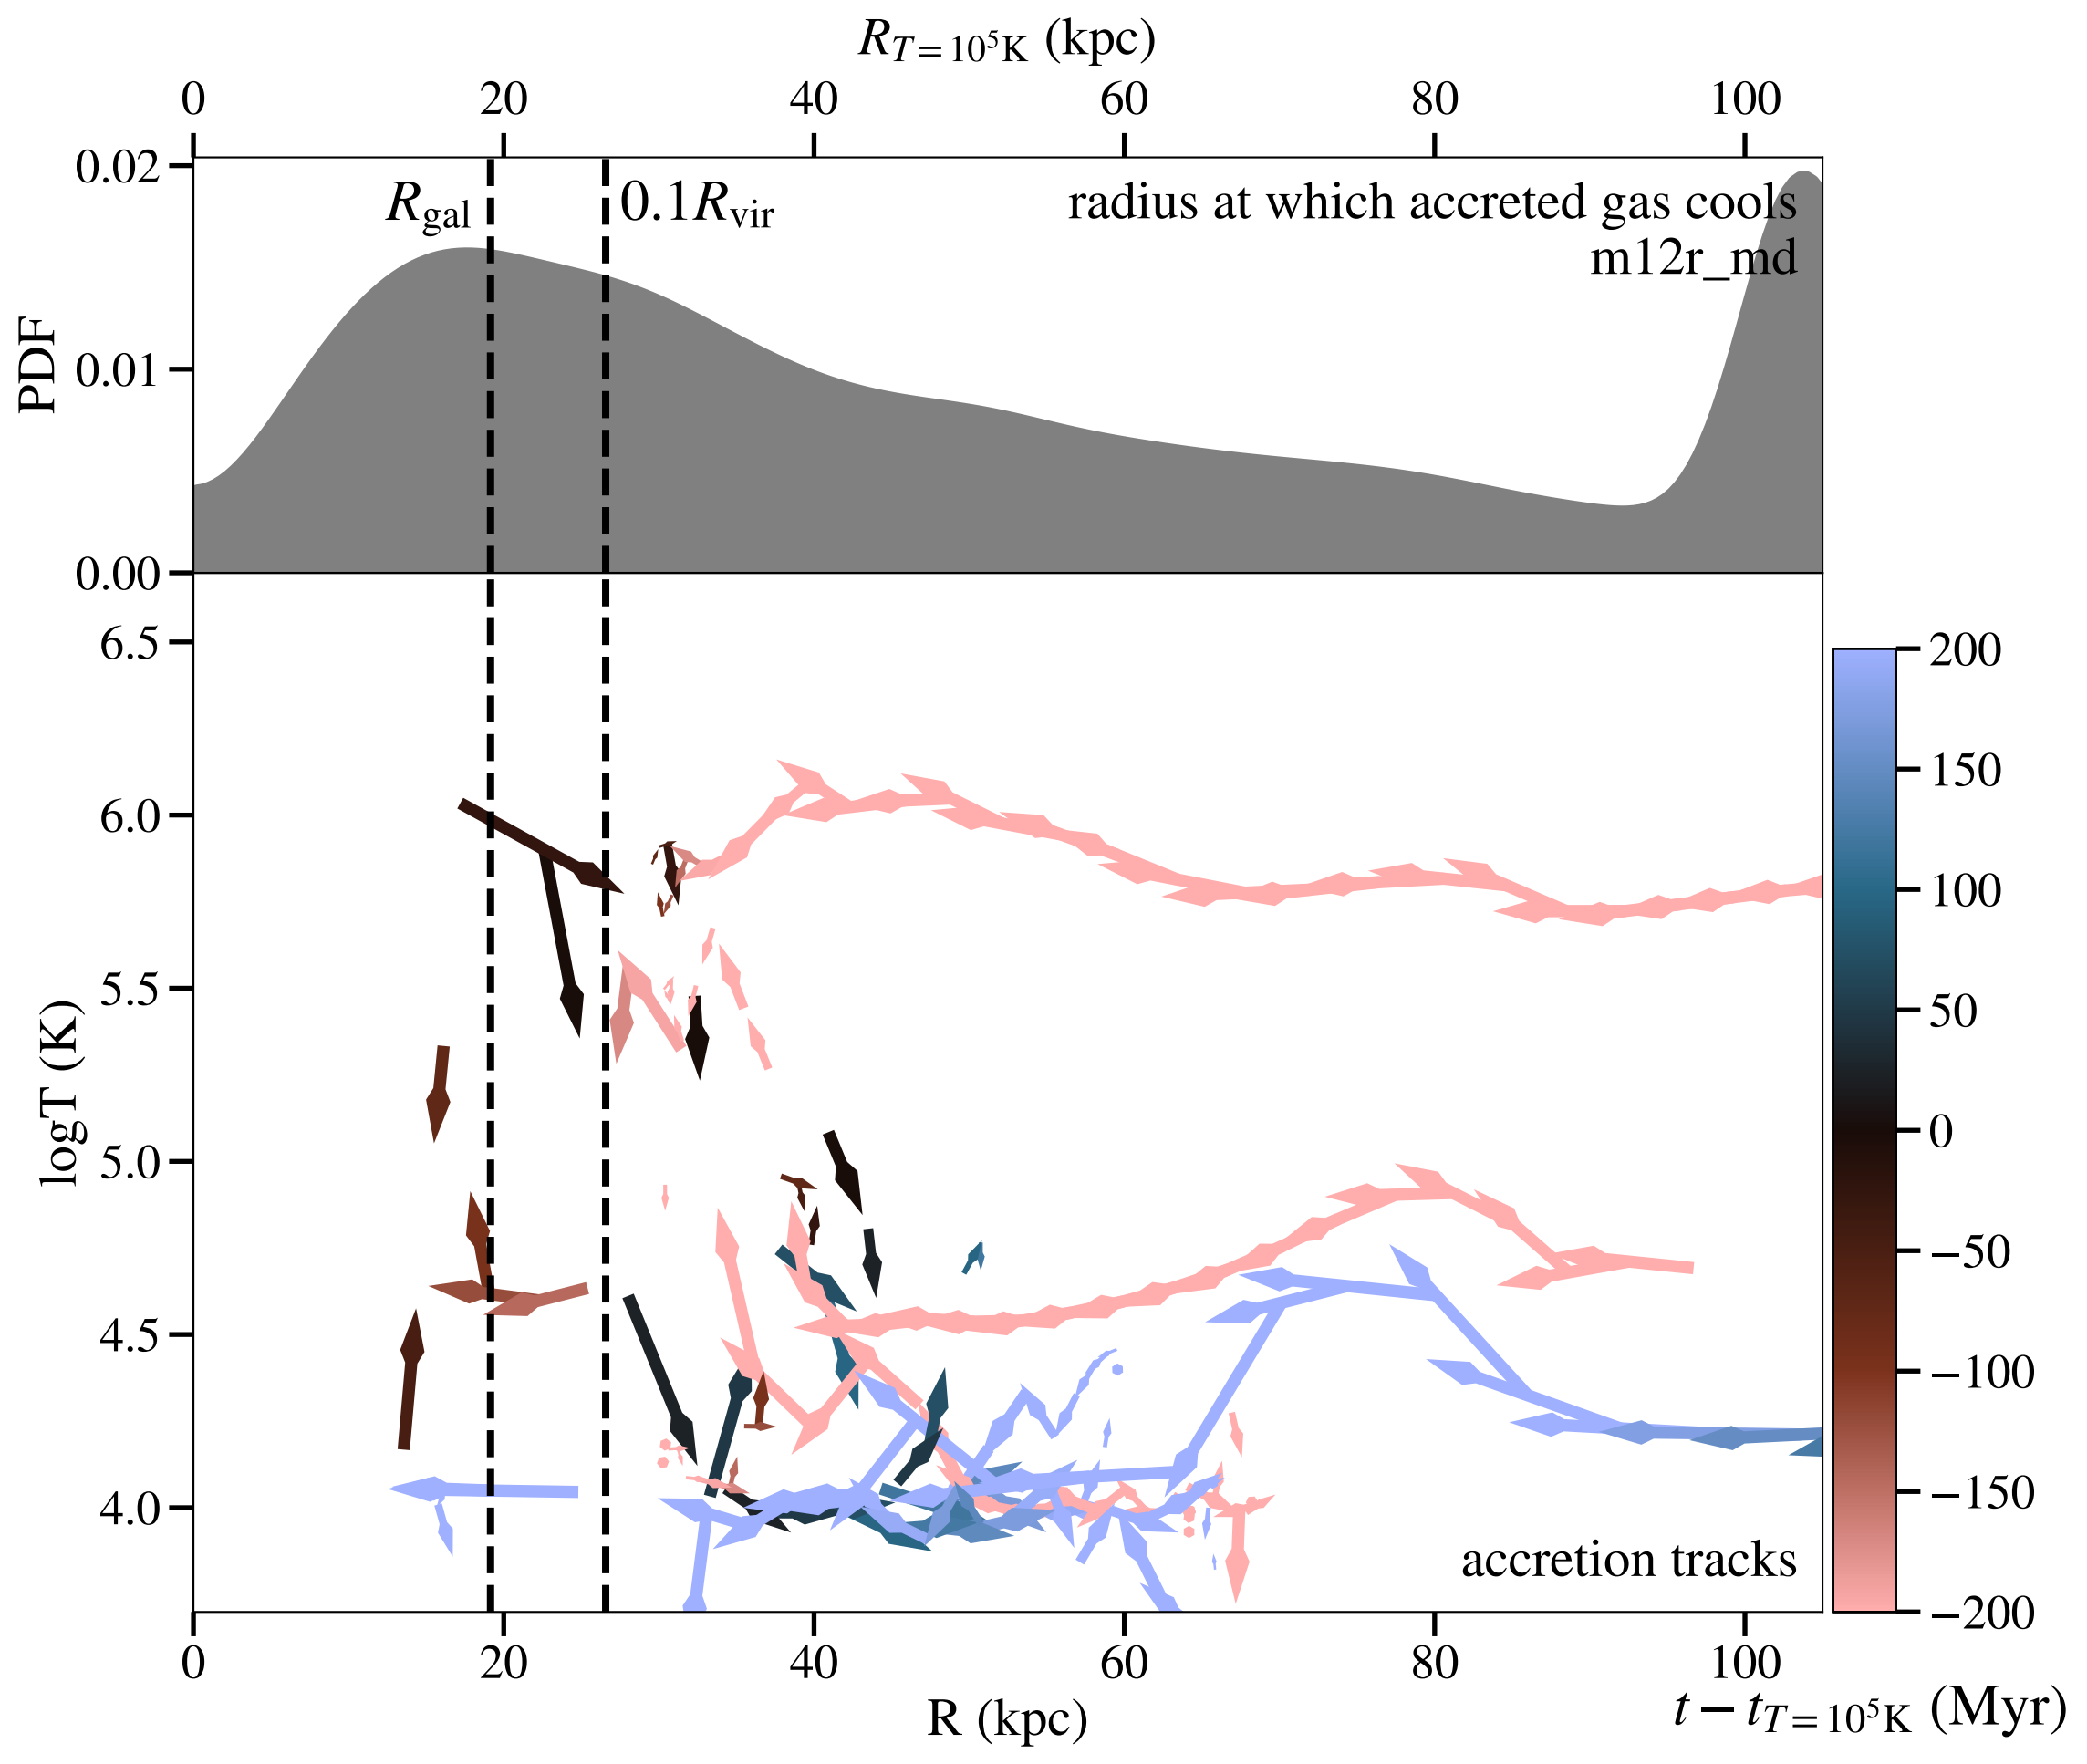 R_{T=10^5K} (kpc)
0 20 40 60 80 100
0.02
R_gal 0.1R_vir
radius at which accreted gas cools
m12r_md
PDF
0.01
0.00
6.5
6.0
5.5
logT (K)
5.0
4.5
4.0
accretion tracks
200
150
100
50
0
−50
−100
−150
−200
0 20 40 60 80 100
R (kpc)
t − t_{T=10^5K} (Myr)